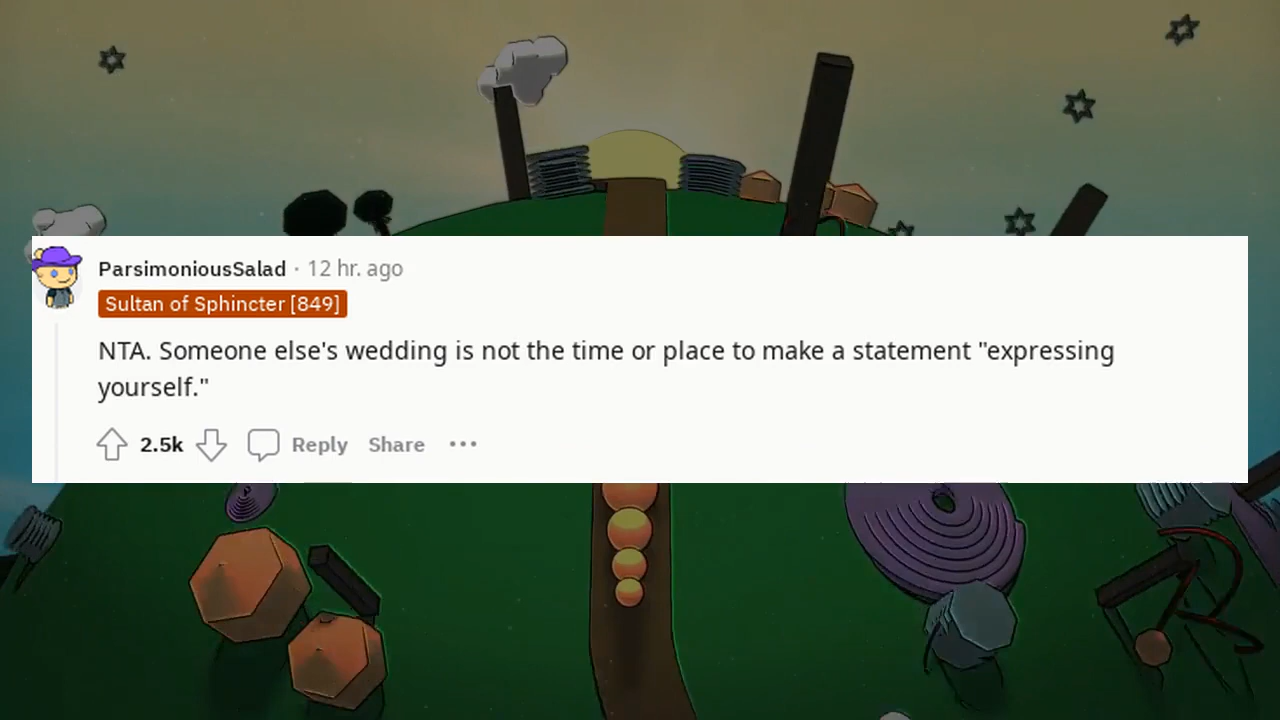 ParsimoniousSalad · 12 hr. ago
Sultan of Sphincter [849]
NTA. Someone else's wedding is not the time or place to make a statement "expressing
yourself."
2.5k Reply Share •••